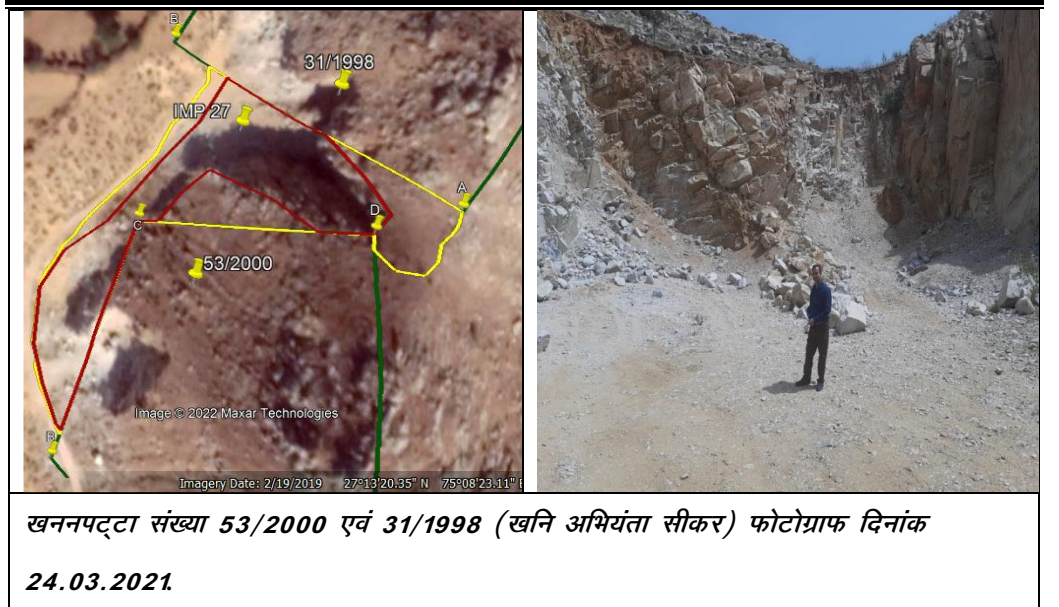 B
31/1998
IMP 27
A
D
C
53/2000
Image © 2022 Maxar Technologies
Imagery Date: 2/19/2019 27°13'20.35" N 75°08'23.11"
खननपट्टा संख्या 53/2000 एवं 31/1998 (खनि अभियंता सीकर) फोटोग्राफ दिनांक
24.03.2021.